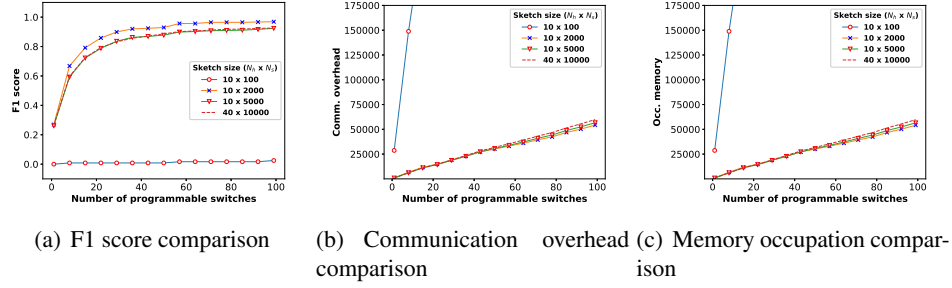 1.0
0.8
0.6
0.4
0.2
0.0
F1 score
Sketch size (N_h x N_s)
10 x 100
10 x 2000
10 x 5000
40 x 10000
0 20 40 60 80 100
Number of programmable switches
175000
150000
125000
100000
75000
50000
25000
Comm. overhead
Sketch size (N_h x N_s)
10 x 100
10 x 2000
10 x 5000
40 x 10000
0 20 40 60 80 100
Number of programmable switches
175000
150000
125000
100000
75000
50000
25000
Occ. memory
Sketch size (N_h x N_s)
10 x 100
10 x 2000
10 x 5000
40 x 10000
0 20 40 60 80 100
Number of programmable switches
(a) F1 score comparison
(b) Communication overhead
comparison
(c) Memory occupation compar-
ison